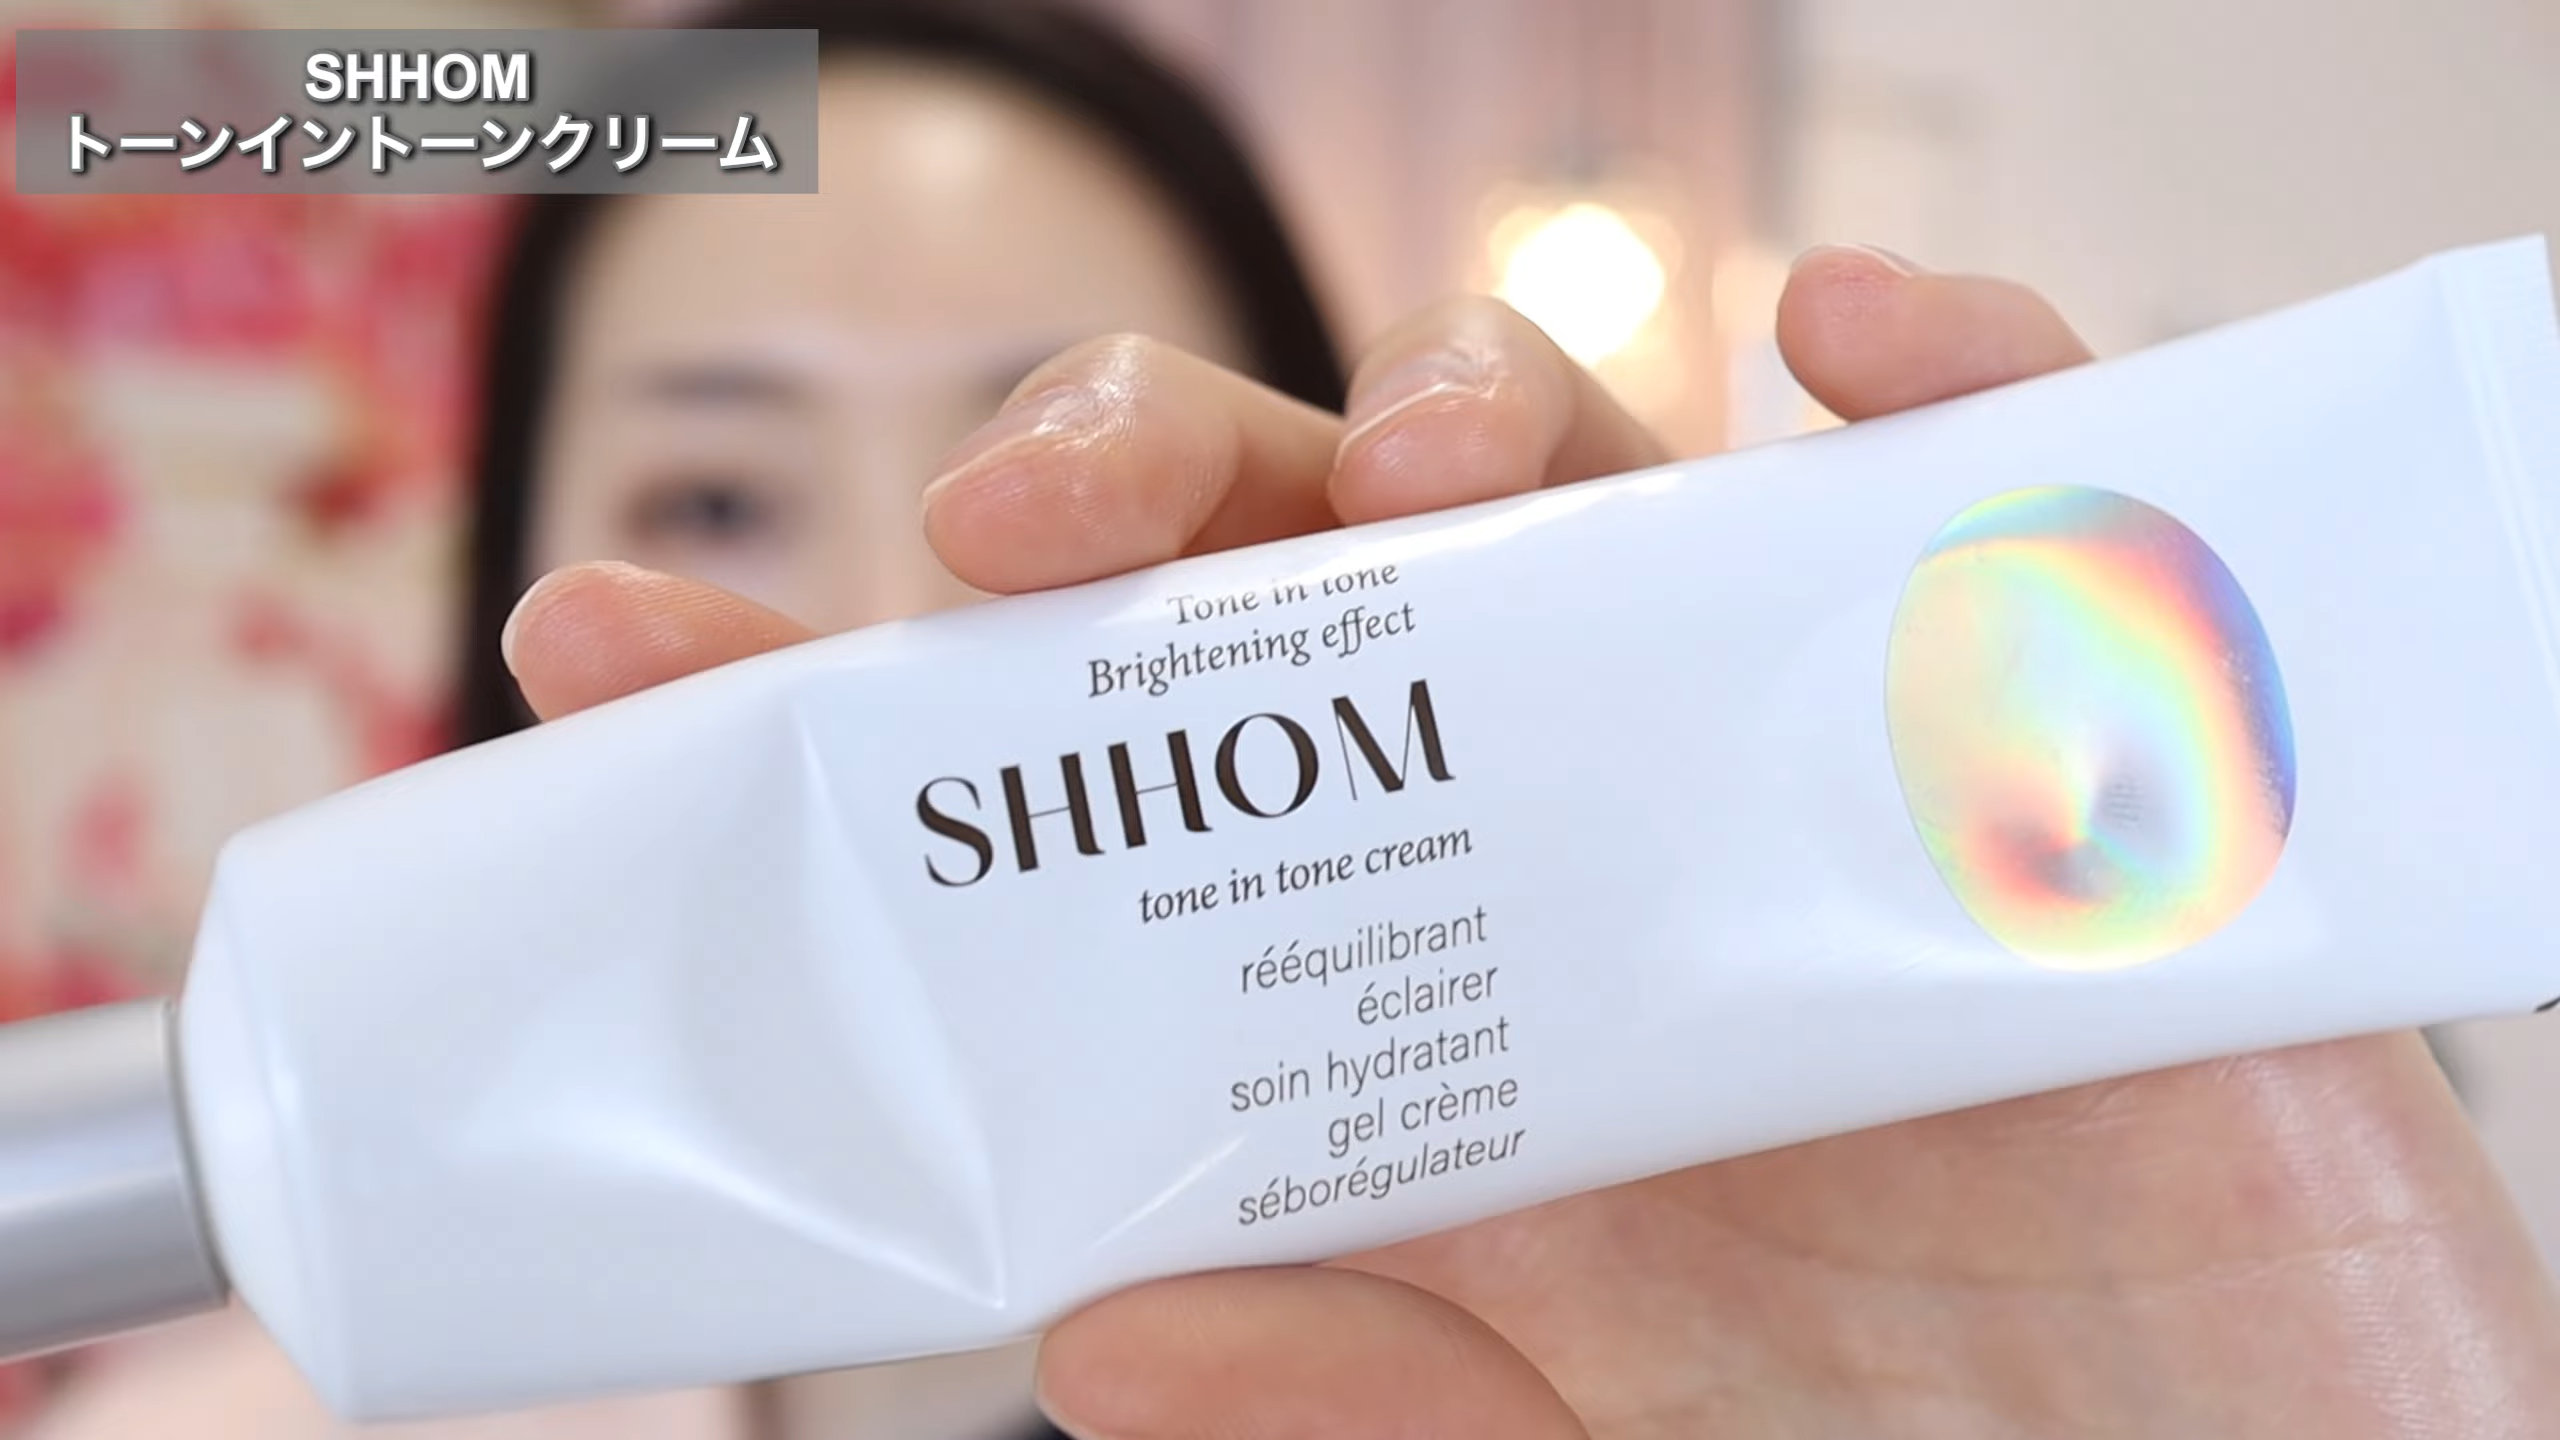 SHHOM
トーンイントーンクリーム
Tone in tone
Brightening effect
SHHOM
tone in tone cream
rééquilibrant
éclairer
soin hydratant
gel crème
séborégulateur